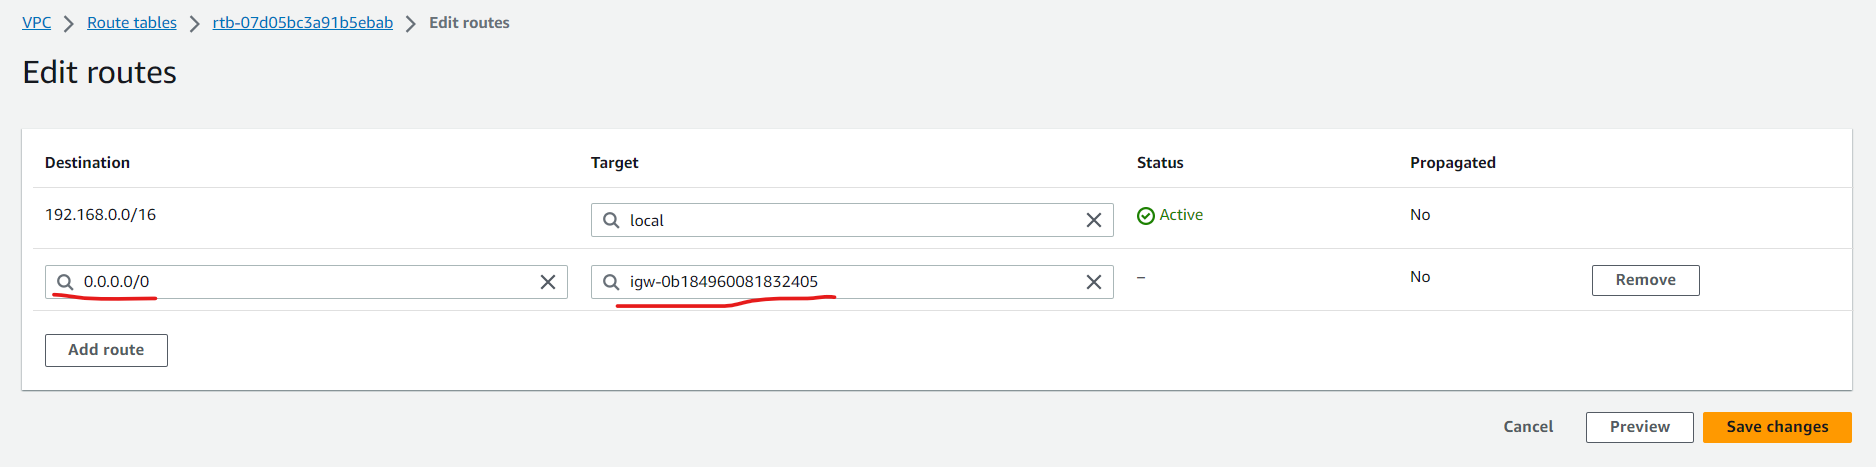 VPC > Route tables > rtb-07d05bc3a91b5ebab > Edit routes
Edit routes
Destination Target Status Propagated
192.168.0.0/16 local Active No
0.0.0.0/0 igw-0b184960081832405 – No Remove
Add route
Cancel Preview Save changes